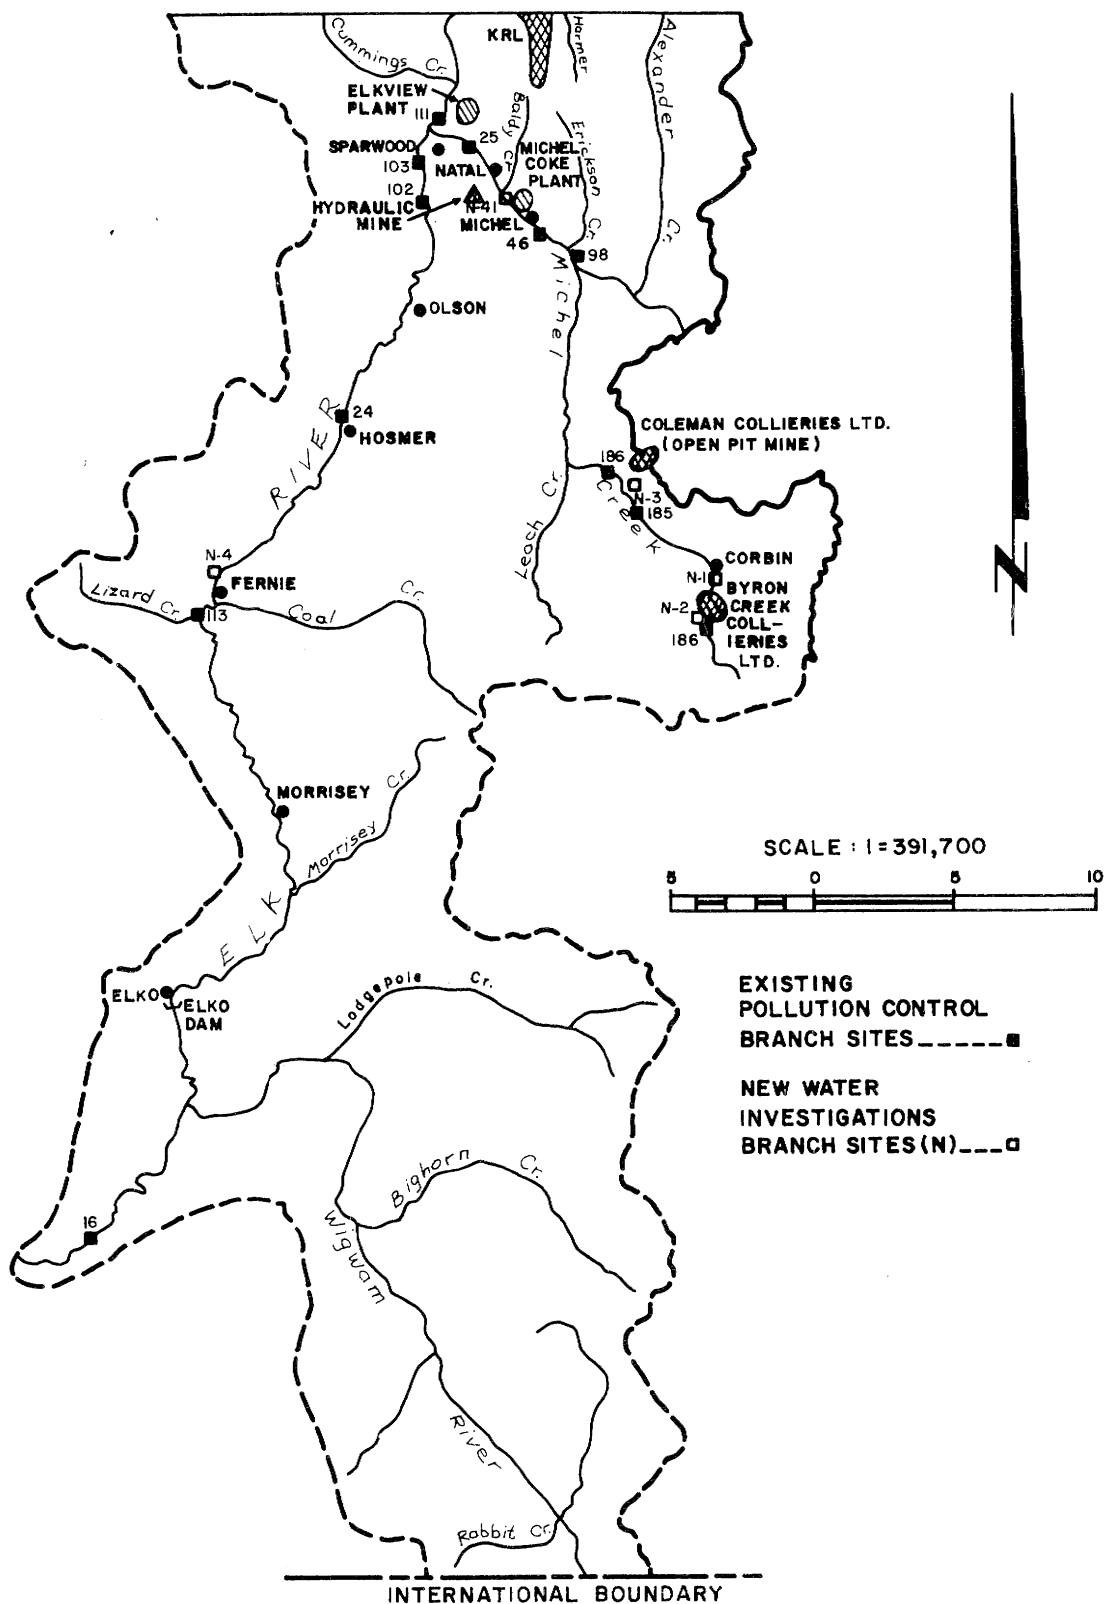 KRL
Cummings Cr.
Harmer
Alexander Cr.
ELKVIEW
PLANT
111
Baldy Cr.
Erickson Cr.
25
SPARWOOD
103
NATAL
MICHEL
COKE
PLANT
102
HYDRAULIC
MINE
N-41
MICHEL
46
98
Michel
OLSON
24
HOSMER
RIVER
COLEMAN COLLIERIES LTD.
(OPEN PIT MINE)
186
N-3
185
Creek
Leach Cr.
CORBIN
N-1
BYRON
CREEK
COLL-
IERIES
LTD.
N-2
186
N-4
FERNIE
Lizard Cr.
113
Coal Cr.
MORRISEY
Morrisey Cr.
ELK
SCALE : 1=391,700
5 0 5 10
N
ELKO
ELKO
DAM
Lodgepole Cr.
EXISTING
POLLUTION CONTROL
BRANCH SITES
NEW WATER
INVESTIGATIONS
BRANCH SITES (N)
Bighorn Cr.
16
Wigwam
River
Rabbit Cr.
INTERNATIONAL BOUNDARY